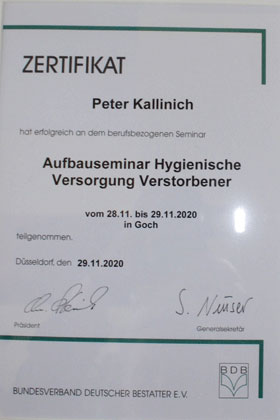 ZERTIFIKAT
Peter Kallinich
hat erfolgreich an dem berufsbezogenen Seminar
Aufbauseminar Hygienische
Versorgung Verstorbener
vom 28.11. bis 29.11.2020
in Goch
teilgenommen.
Düsseldorf, den 29.11.2020
Präsident
Generalsekretär
BDB
BUNDESVERBAND DEUTSCHER BESTATTER E.V.